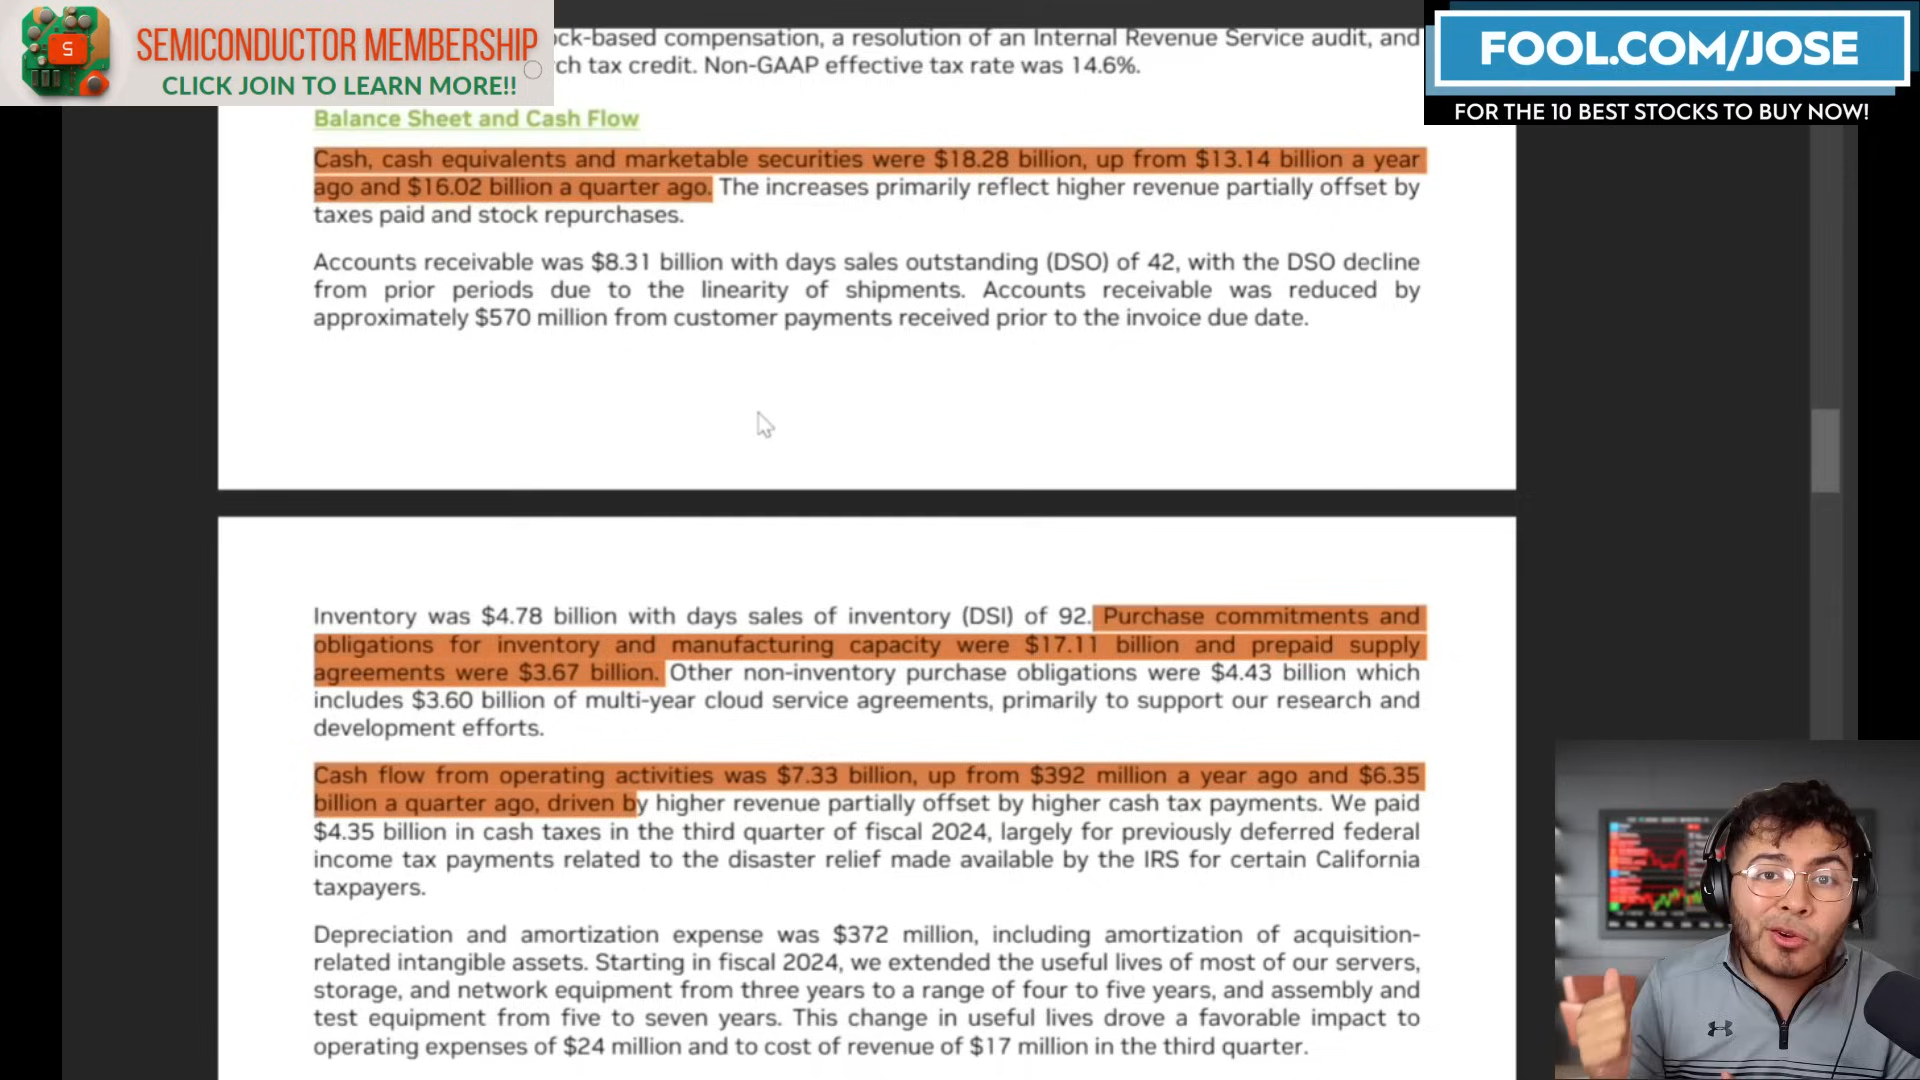 SEMICONDUCTOR MEMBERSHIP
CLICK JOIN TO LEARN MORE!!
FOOL.COM/JOSE
FOR THE 10 BEST STOCKS TO BUY NOW!
ck-based compensation, a resolution of an Internal Revenue Service audit, and
ch tax credit. Non-GAAP effective tax rate was 14.6%.
Balance Sheet and Cash Flow
Cash, cash equivalents and marketable securities were $18.28 billion, up from $13.14 billion a year
ago and $16.02 billion a quarter ago. The increases primarily reflect higher revenue partially offset by
taxes paid and stock repurchases.
Accounts receivable was $8.31 billion with days sales outstanding (DSO) of 42, with the DSO decline
from prior periods due to the linearity of shipments. Accounts receivable was reduced by
approximately $570 million from customer payments received prior to the invoice due date.
Inventory was $4.78 billion with days sales of inventory (DSI) of 92. Purchase commitments and
obligations for inventory and manufacturing capacity were $17.11 billion and prepaid supply
agreements were $3.67 billion. Other non-inventory purchase obligations were $4.43 billion which
includes $3.60 billion of multi-year cloud service agreements, primarily to support our research and
development efforts.
Cash flow from operating activities was $7.33 billion, up from $392 million a year ago and $6.35
billion a quarter ago, driven by higher revenue partially offset by higher cash tax payments. We paid
$4.35 billion in cash taxes in the third quarter of fiscal 2024, largely for previously deferred federal
income tax payments related to the disaster relief made available by the IRS for certain California
taxpayers.
Depreciation and amortization expense was $372 million, including amortization of acquisition-
related intangible assets. Starting in fiscal 2024, we extended the useful lives of most of our servers,
storage, and network equipment from three years to a range of four to five years, and assembly and
test equipment from five to seven years. This change in useful lives drove a favorable impact to
operating expenses of $24 million and to cost of revenue of $17 million in the third quarter.